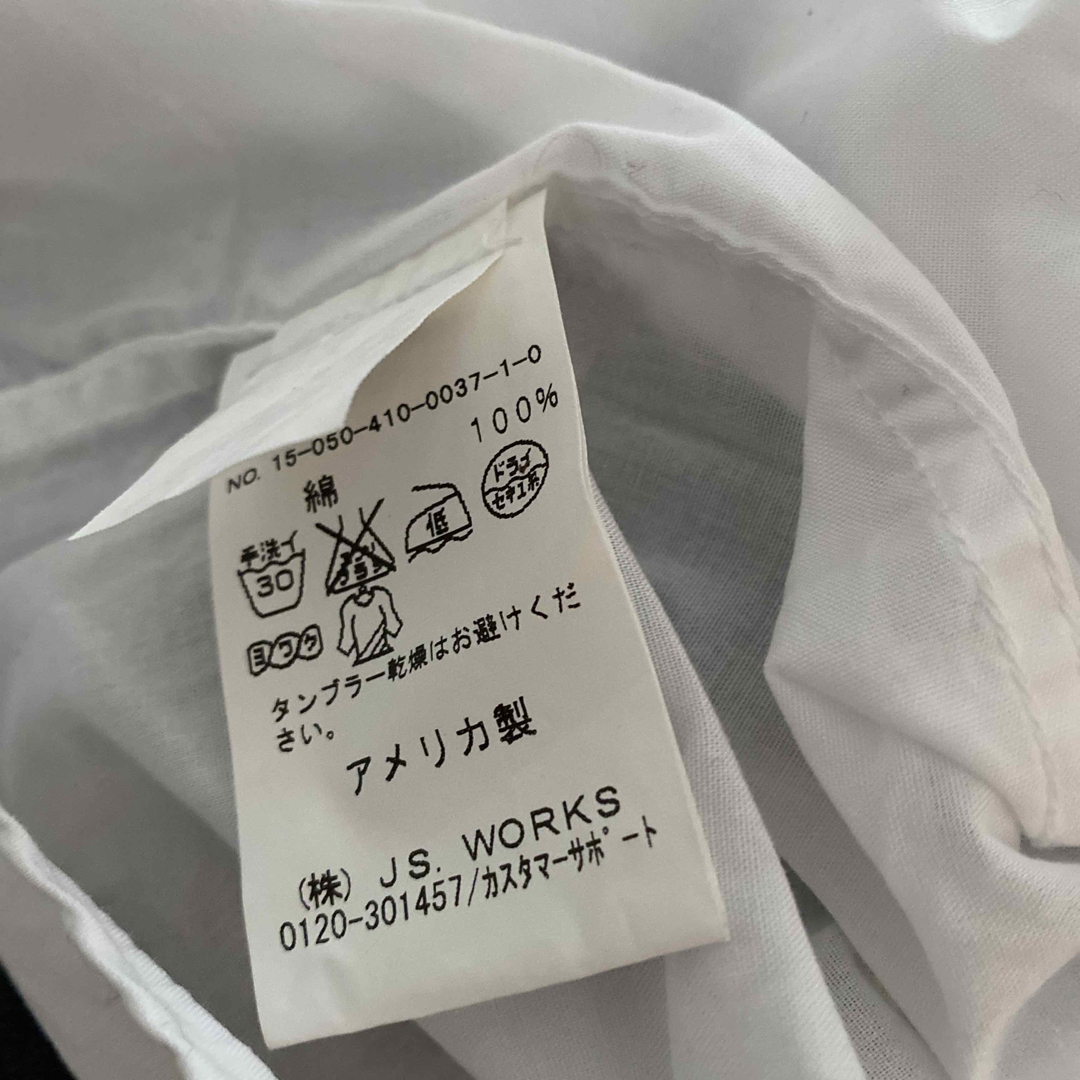 NO. 15-050-410-0037-1-0
綿 100%
手洗イ 30
低
ドライ
セキユ系
ヨワク
タンブラー乾燥はお避けくだ
さい。
アメリカ製
(株) JS. WORKS
0120-301457/カスタマーサポート